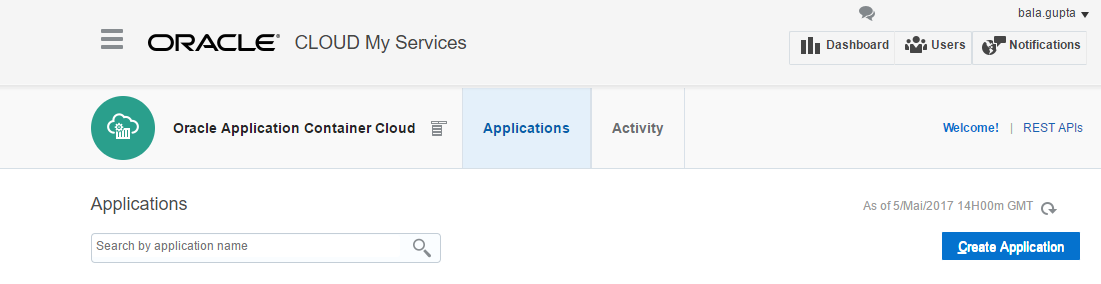 bala.gupta
ORACLE® CLOUD My Services
Dashboard Users Notifications
Oracle Application Container Cloud Applications Activity Welcome! | REST APIs
Applications
As of 5/Mai/2017 14H00m GMT
Search by application name
Create Application